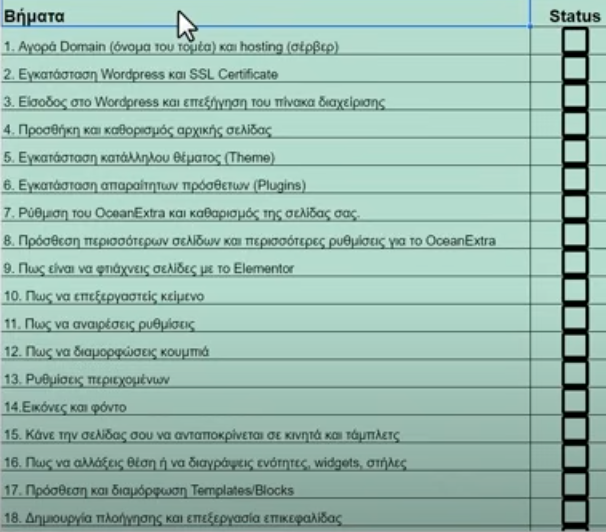 Βήματα Status
1. Αγορά Domain (όνομα του τομέα) και hosting (σέρβερ)
2. Εγκατάσταση Wordpress και SSL Certificate
3. Είσοδος στο Wordpress και επεξήγηση του πίνακα διαχείρισης
4. Προσθήκη και καθορισμός αρχικής σελίδας
5. Εγκατάσταση κατάλληλου θέματος (Theme)
6. Εγκατάσταση απαραίτητων πρόσθετων (Plugins)
7. Ρύθμιση του OceanExtra και καθαρισμός της σελίδας σας.
8. Πρόσθεση περισσότερων σελίδων και περισσότερες ρυθμίσεις για το OceanExtra
9. Πως είναι να φτιάχνεις σελίδες με το Elementor
10. Πως να επεξεργαστείς κείμενο
11. Πως να αναιρέσεις ρυθμίσεις
12. Πως να διαμορφώσεις κουμπιά
13. Ρυθμίσεις περιεχομένων
14.Εικόνες και φόντο
15. Κάνε την σελίδας σου να ανταποκρίνεται σε κινητά και τάμπλετς
16. Πως να αλλάξεις θέση ή να διαγράψεις ενότητες, widgets, στήλες
17. Πρόσθεση και διαμόρφωση Templates/Blocks
18. Δημιουργία πλοήγησης και επεξεργασία επικεφαλίδας